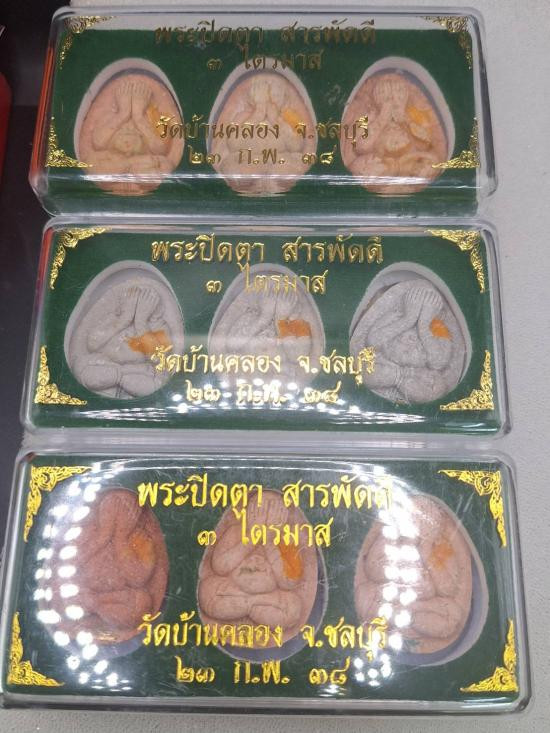 พระปิดตา สารพัดดี
๓ ไตรมาส
วัดบ้านคลอง จ.ชลบุรี
๒๓ ก.พ. ๓๘
พระปิดตา สารพัดดี
๓ ไตรมาส
วัดบ้านคลอง จ.ชลบุรี
๒๓ ก.พ. ๓๘
พระปิดตา สารพัดดี
๓ ไตรมาส
วัดบ้านคลอง จ.ชลบุรี
๒๓ ก.พ. ๓๘